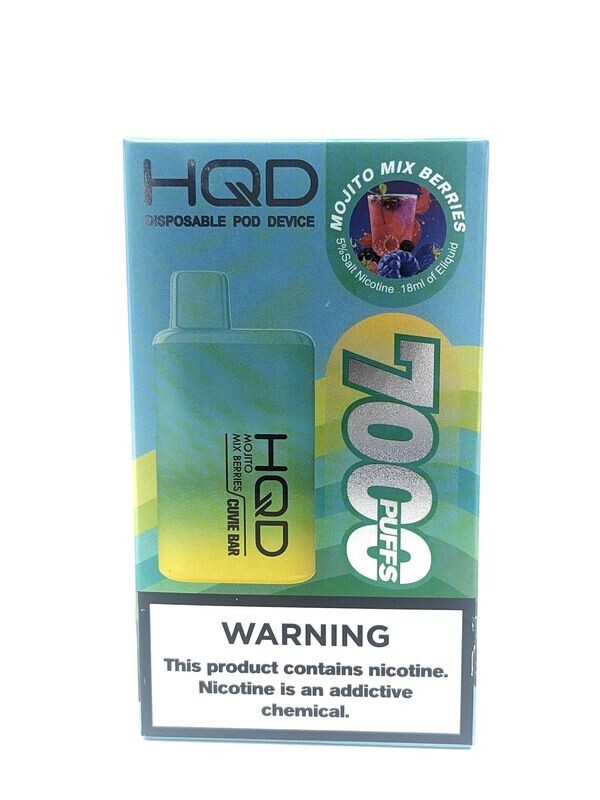 HQD
DISPOSABLE POD DEVICE
MOJITO MIX BERRIES
5%Salt Nicotine . 18ml of Eliquid
7000
PUFFS
HQD
MOJITO
MIX BERRIES
CUVIE BAR
WARNING
This product contains nicotine.
Nicotine is an addictive
chemical.